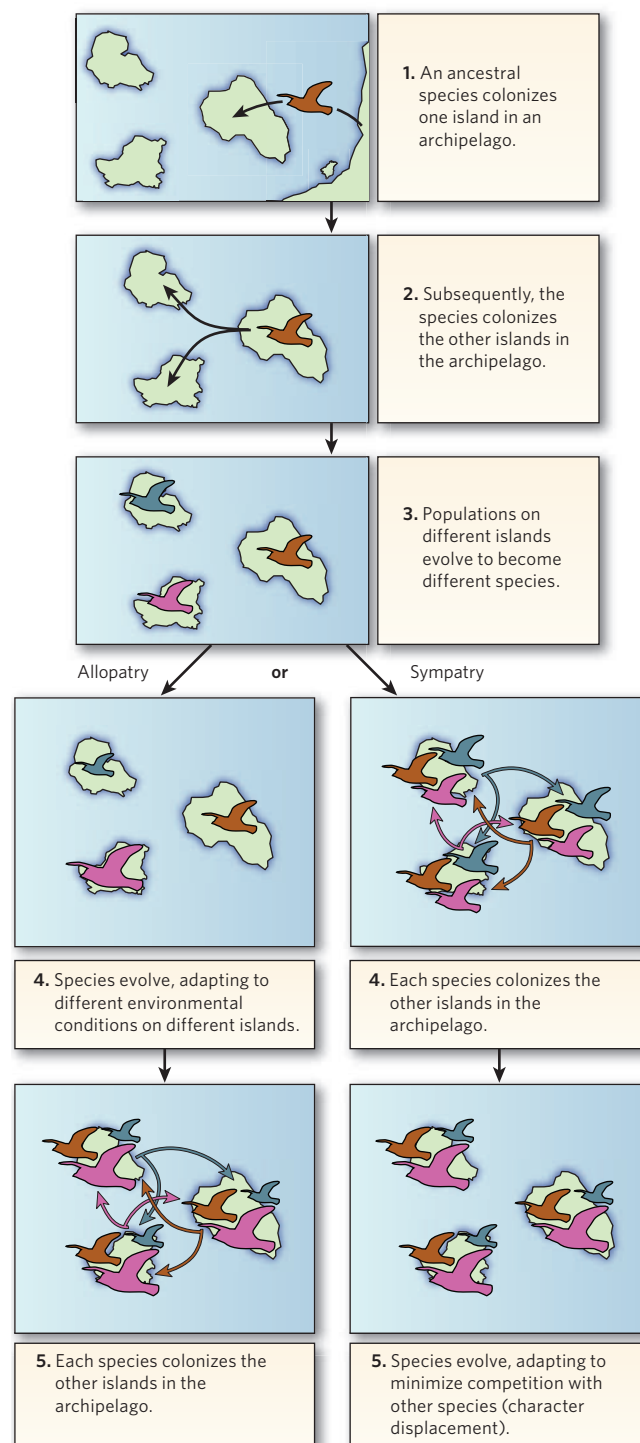 1. An ancestral
species colonizes
one island in an
archipelago.
2. Subsequently, the
species colonizes
the other islands in
the archipelago.
3. Populations on
different islands
evolve to become
different species.
Allopatry or Sympatry
4. Species evolve, adapting to
different environmental
conditions on different islands.
4. Each species colonizes the
other islands in the
archipelago.
5. Each species colonizes the
other islands in the
archipelago.
5. Species evolve, adapting to
minimize competition with
other species (character
displacement).